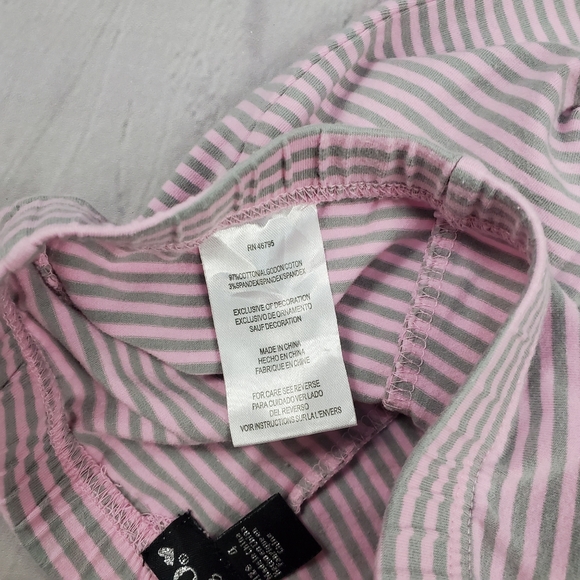 RN 46795
97%COTTON/ALGODON/COTON
3%SPANDEX/SPANDEX/SPANDEX
EXCLUSIVE OF DECORATION
EXCLUSIVO DE ORNAMENTO
SAUF DECORATION
MADE IN CHINA
HECHO EN CHINA
FABRIQUE EN CHINE
FOR CARE SEE REVERSE
PARA CUIDADO VER LADO
DEL REVERSO
VOIR INSTRUCTIONS SUR LA L'ENVERS